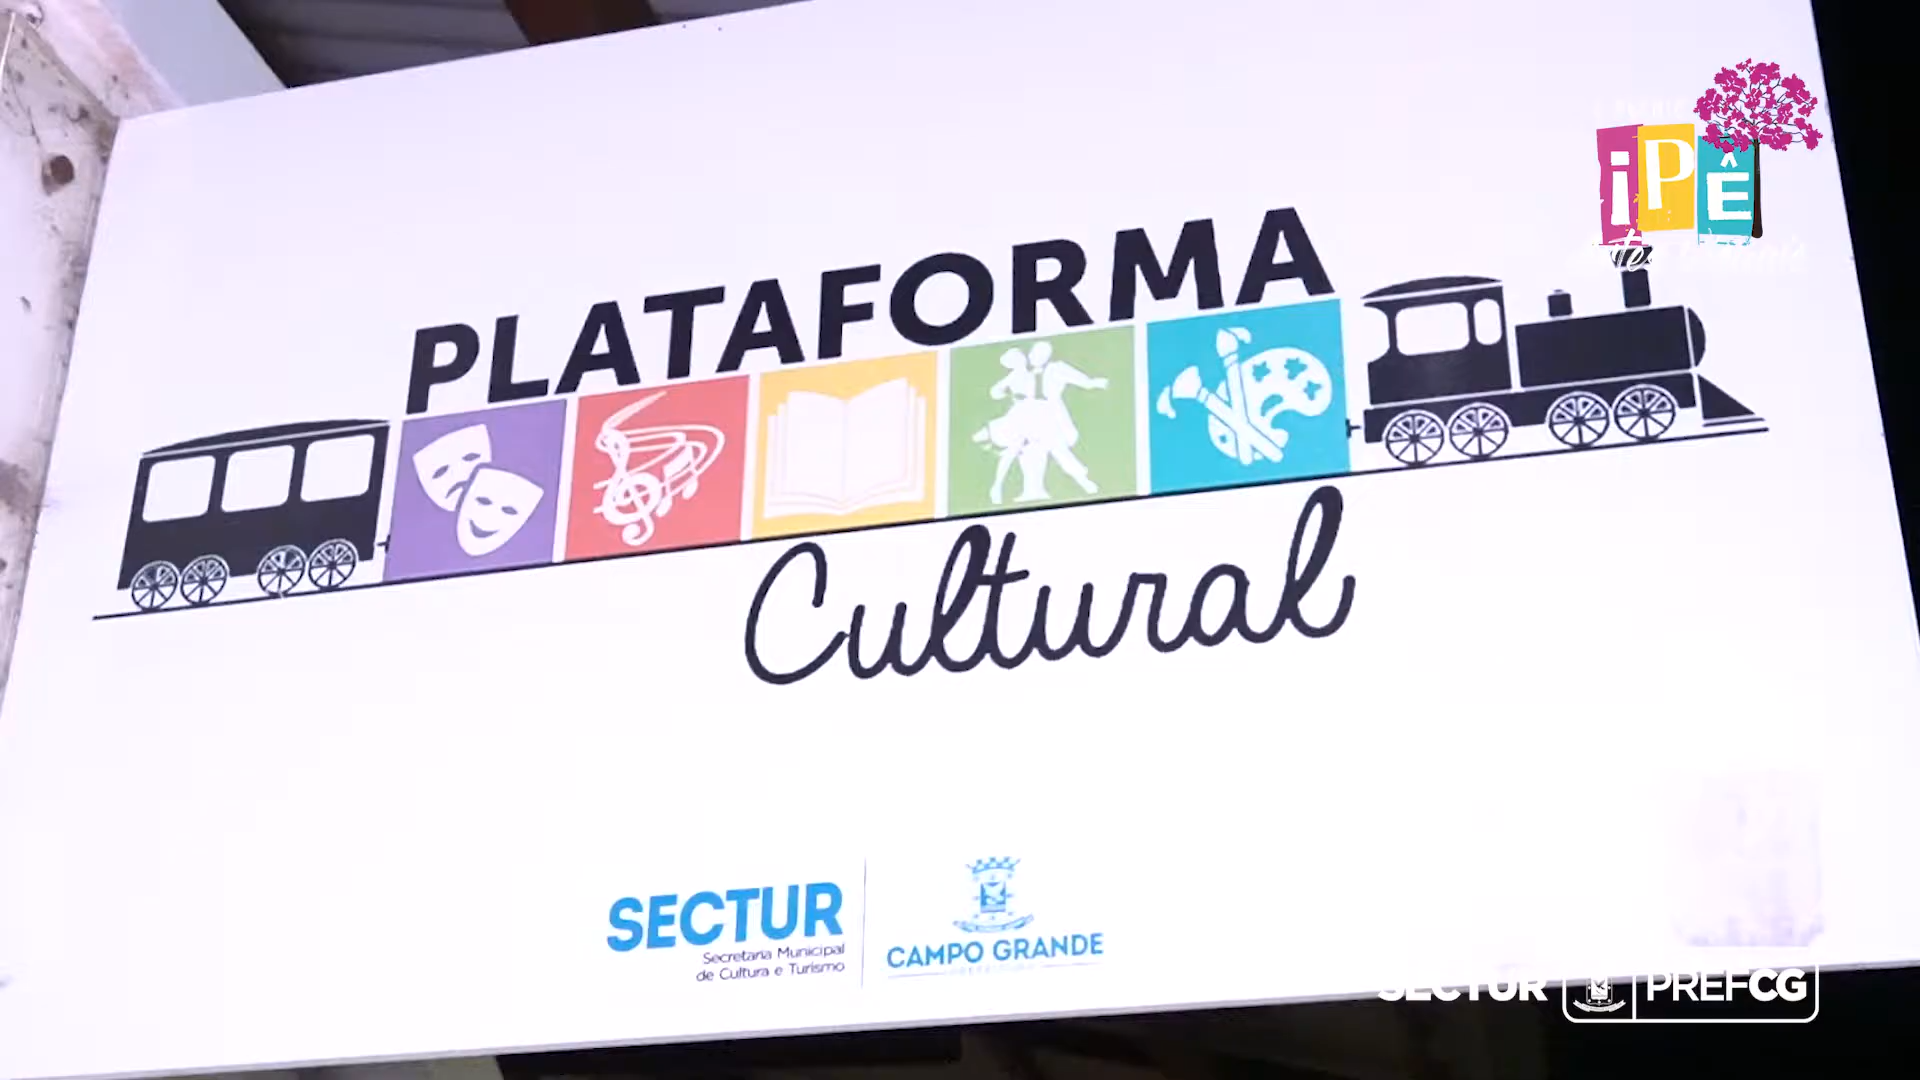 iPÊ
PLATAFORMA
Cultural
SECTUR
Secretaria Municipal
de Cultura e Turismo
CAMPO GRANDE
SECTUR
PREFCG